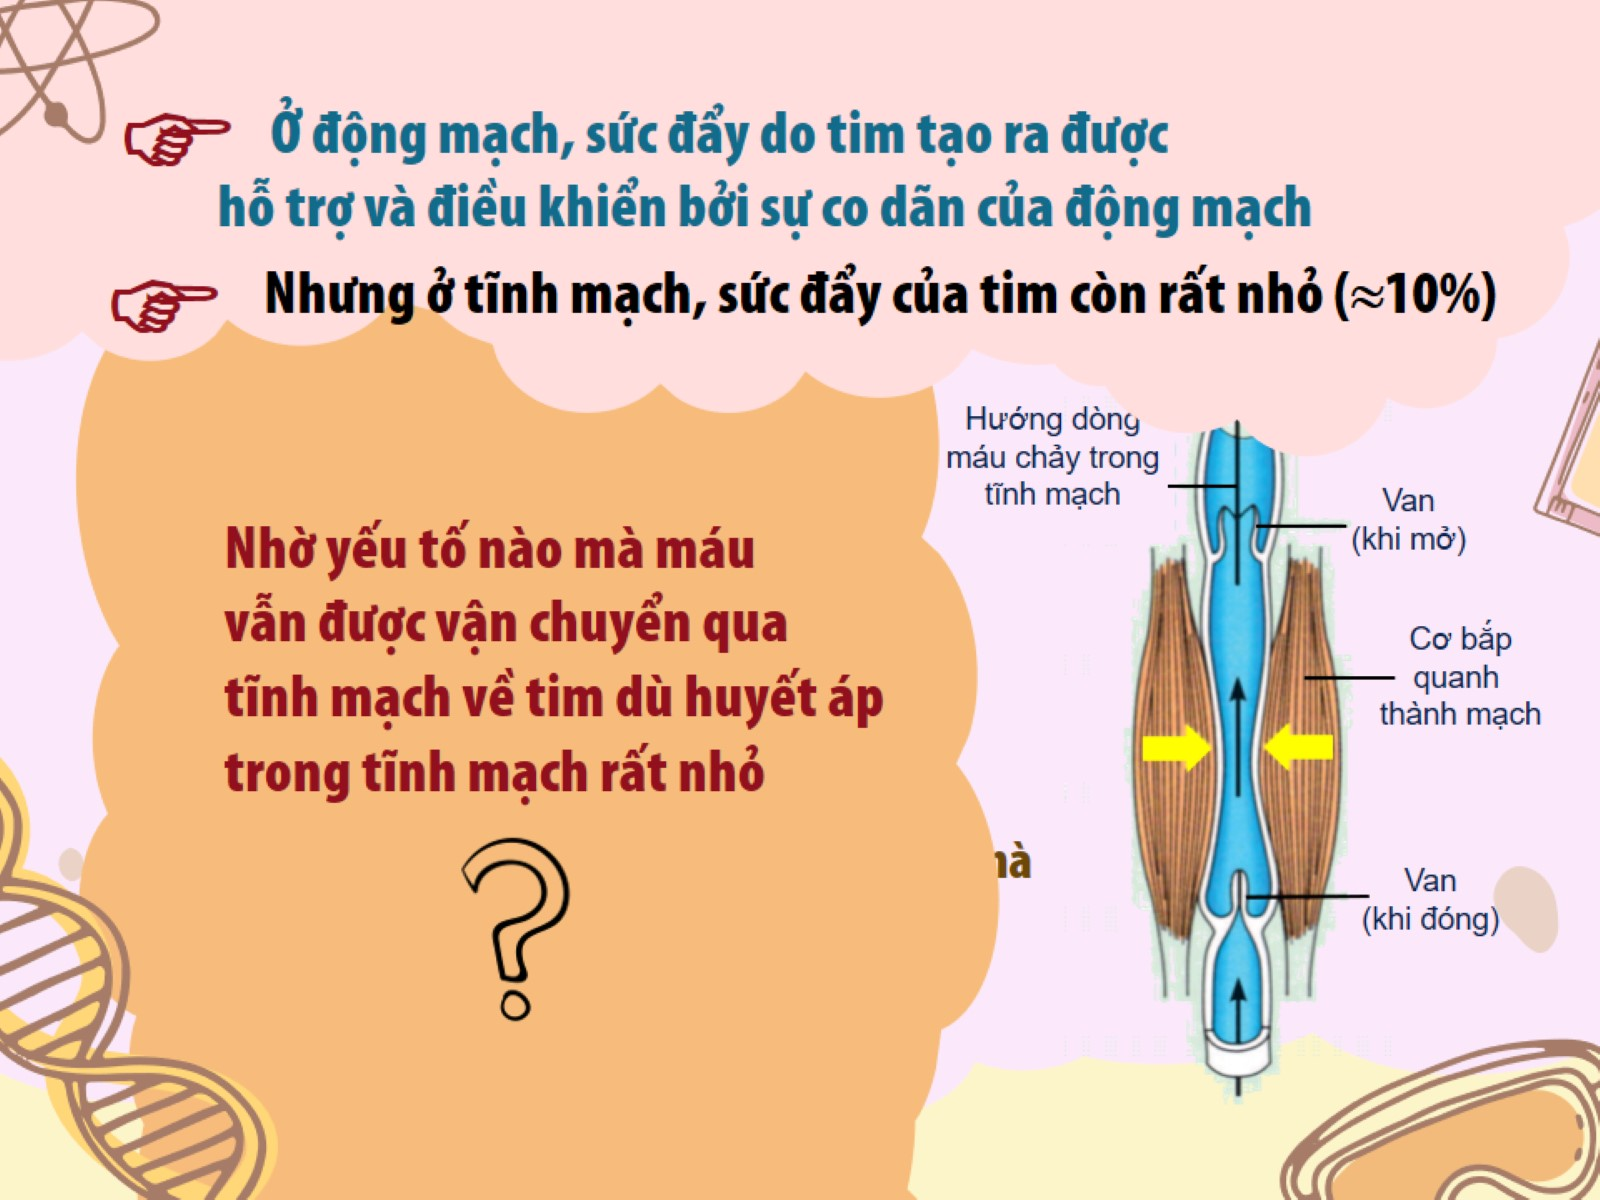 Ở động mạch, sức đẩy do tim tạo ra được
hỗ trợ và điều khiển bởi sự co dãn của động mạch
Nhưng ở tĩnh mạch, sức đẩy của tim còn rất nhỏ (≈10%)
Nhờ yếu tố nào mà máu
vẫn được vận chuyển qua
tĩnh mạch về tim dù huyết áp
trong tĩnh mạch rất nhỏ
?
Hướng dòng
máu chảy trong
tĩnh mạch
Van
(khi mở)
Cơ bắp
quanh
thành mạch
Van
(khi đóng)